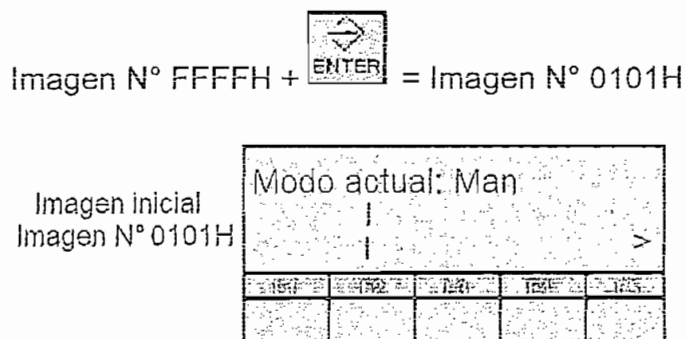 Imagen N° FFFFH + ENTER = Imagen N° 0101H
Modo actual: Man
Imagen inicial
Imagen N° 0101H
>